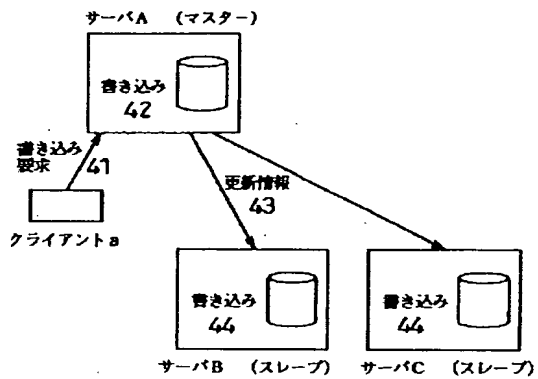 サーバA （マスター）
書き込み
42
書き込み
要求
41
クライアントa
更新情報
43
書き込み
44
書き込み
44
サーバB （スレーブ）
サーバC （スレーブ）